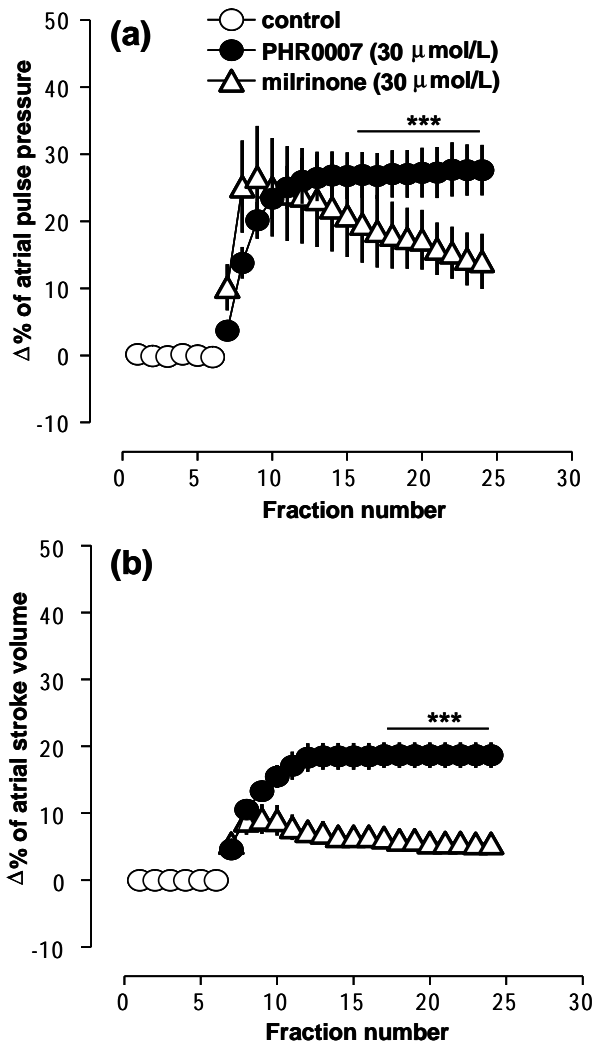 (a)
control
PHR0007 (30 μmol/L)
milrinone (30 μmol/L)
***
50
40
30
20
10
0
-10
Δ% of atrial pulse pressure
0 5 10 15 20 25 30
Fraction number
(b)
***
50
40
30
20
10
0
-10
Δ% of atrial stroke volume
0 5 10 15 20 25 30
Fraction number